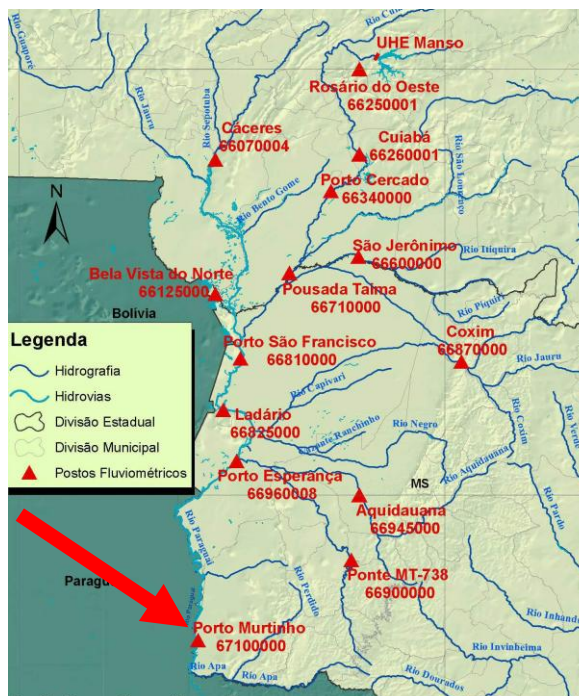 Rio Guaporé
Rio Jauru
Rio Sepotuba
UHE Manso
Rosário do Oeste
66250001
Cáceres
66070004
Cuiabá
66260001
Rio São Lourenço
Porto Cercado
66340000
Rio Bento Gome
N
São Jerônimo
66600000
Rio Itiquira
Bela Vista do Norte
66125000
Pousada Taima
66710000
Rio Piquiri
Bolívia
Legenda
Hidrografia
Hidrovias
Divisão Estadual
Divisão Municipal
Postos Fluviométricos
Porto São Francisco
66810000
Coxim
66870000
Rio Jauru
Rio Capivari
Ladário
66825000
Rio Negro
Rio Coxim
Rio Verde
Porto Esperança
66960008
Rio Aquidauana
MS
Aquidauana
66945000
Rio Pardo
Rio Paraguai
Paragu
Ponte MT-738
66900000
Rio Perdido
Rio Inhand
Porto Murtinho
67100000
Rio Invinheima
Rio Apa
Rio Apa
Rio Dourados